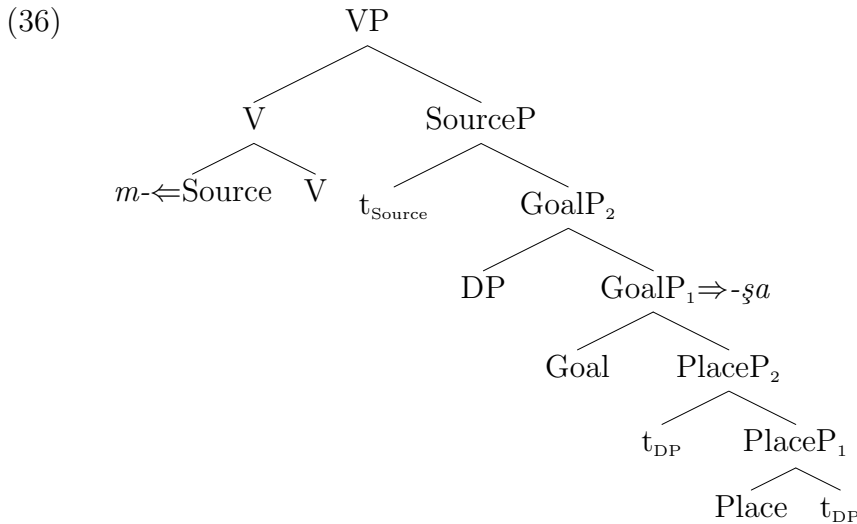 (36)
VP
V SourceP
m-⇐Source V t_Source GoalP₂
DP GoalP₁⇒-şa
Goal PlaceP₂
t_DP PlaceP₁
Place t_DP